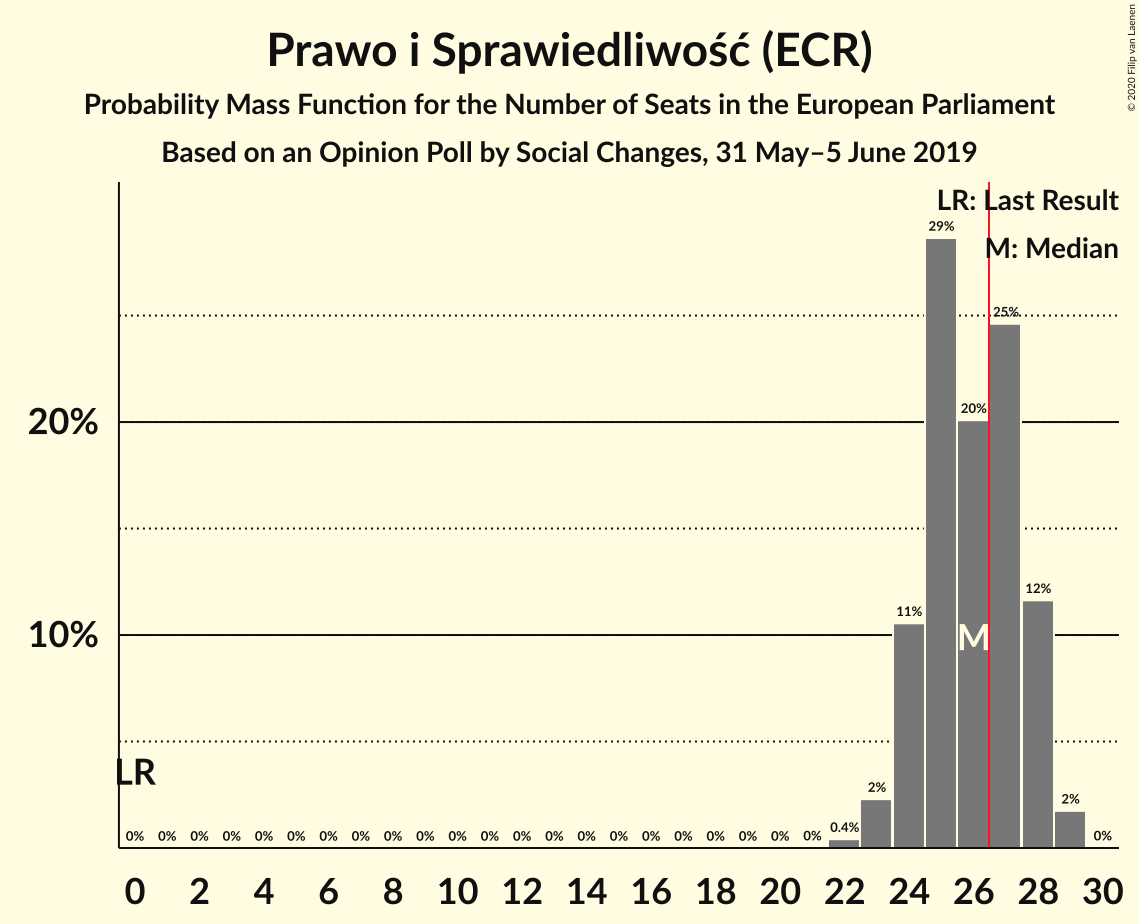 Prawo i Sprawiedliwość (ECR)
Probability Mass Function for the Number of Seats in the European Parliament
Based on an Opinion Poll by Social Changes, 31 May–5 June 2019
© 2020 Filip van Laenen
LR: Last Result
M: Median
29%
25%
20%
20%
12%
11%
10%
M
LR
2%
2%
0.4%
0% 0% 0% 0% 0% 0% 0% 0% 0% 0% 0% 0% 0% 0% 0% 0% 0% 0% 0% 0% 0% 0% 0%
0 2 4 6 8 10 12 14 16 18 20 22 24 26 28 30